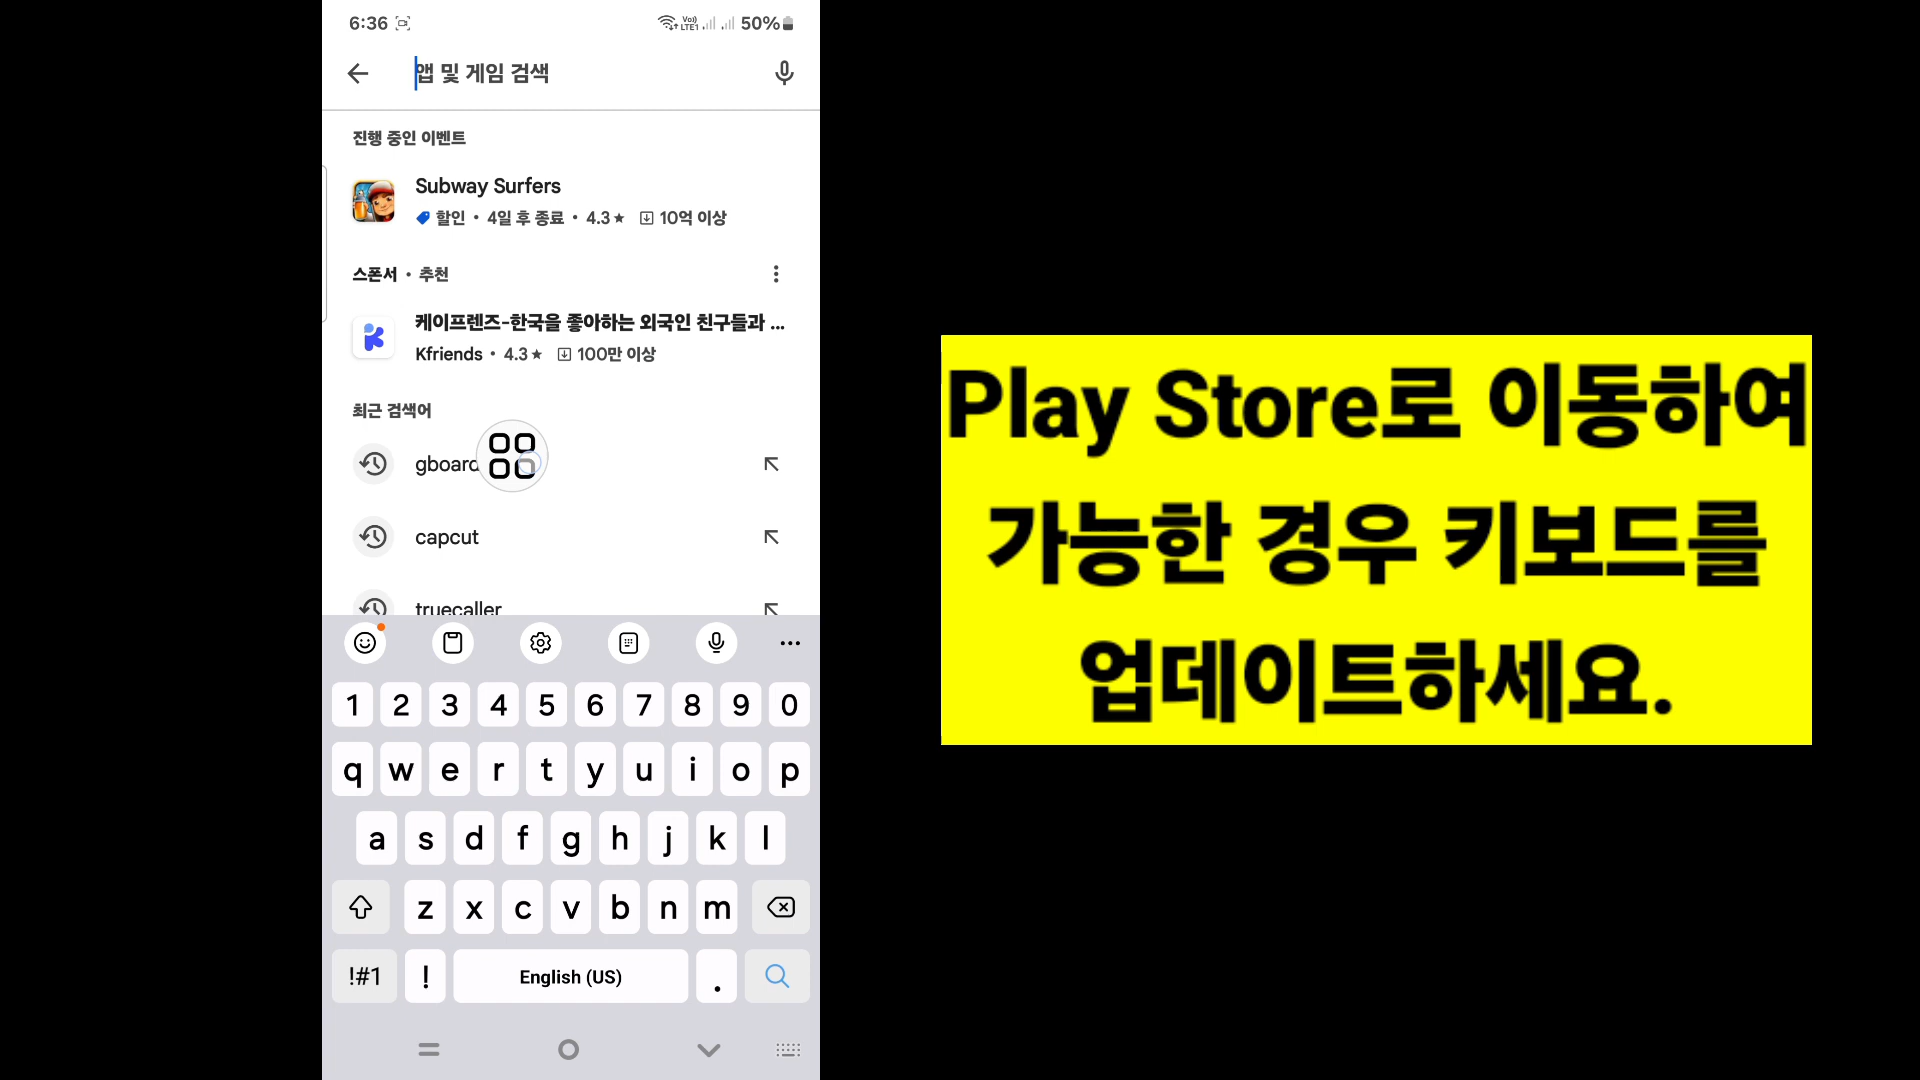 6:36
Vo)) LTE1 50%
앱 및 게임 검색
진행 중인 이벤트
Subway Surfers
할인 • 4일 후 종료 • 4.3★ 10억 이상
스폰서 • 추천
케이프렌즈-한국을 좋아하는 외국인 친구들과 ...
Kfriends • 4.3★ 100만 이상
최근 검색어
gboard
capcut
truecaller
1 2 3 4 5 6 7 8 9 0
q w e r t y u i o p
a s d f g h j k l
z x c v b n m
!#1 ! English (US) .
Play Store로 이동하여
가능한 경우 키보드를
업데이트하세요.